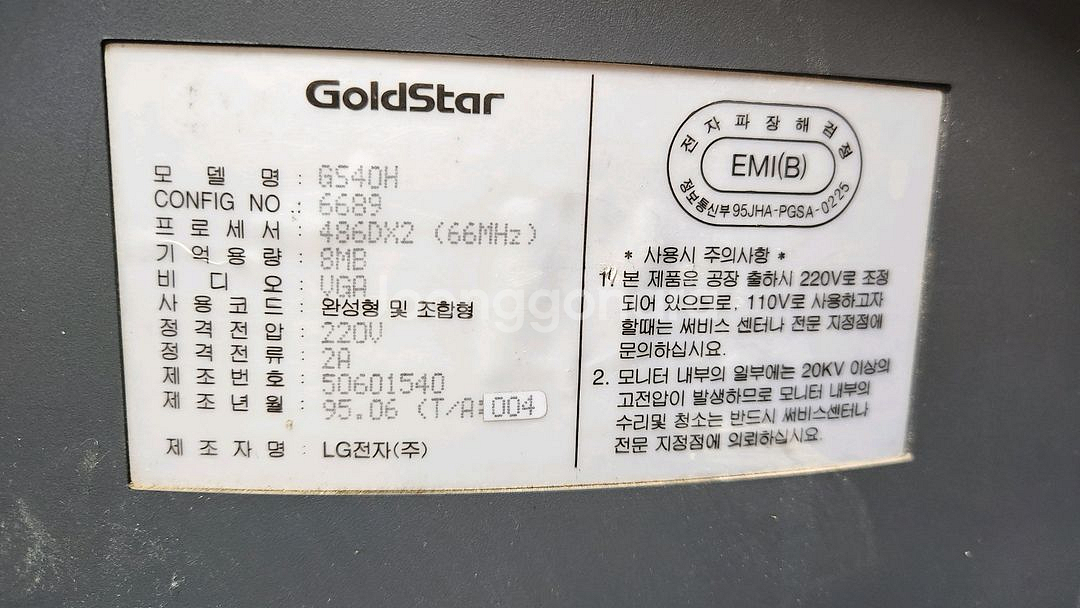 GoldStar
모 델 명 : GS40H
CONFIG NO : 6689
프 로 세 서 : 486DX2 (66MHz)
기 억 용 량 : 8MB
비 디 오 : VGA
사 용 코 드 : 완성형 및 조합형
정 격 전 압 : 220V
정 격 전 류 : 2A
제 조 번 호 : 50601540
제 조 년 월 : 95.06 (T/A: 004
제 조 자 명 : LG전자(주)
전자파장해검정
EMI(B)
정보통신부 95JHA-PGSA-0225
* 사용시 주의사항 *
1. 본 제품은 공장 출하시 220V로 조정
되어 있으므로, 110V로 사용하고자
할때는 써비스 센터나 전문 지정점에
문의하십시요.
2. 모니터 내부의 일부에는 20KV 이상의
고전압이 발생하므로 모니터 내부의
수리및 청소는 반드시 써비스센터나
전문 지정점에 의뢰하십시요.